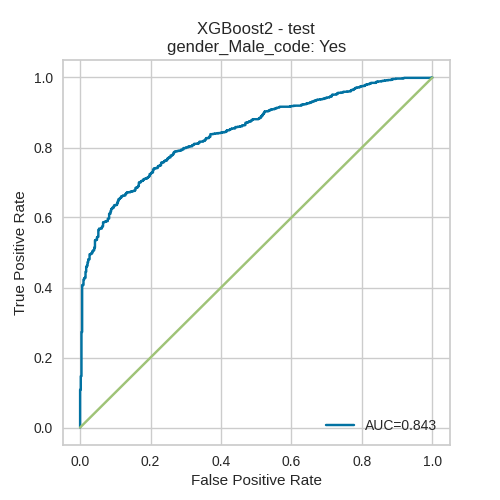 XGBoost2 - test
gender_Male_code: Yes
True Positive Rate
1.0
0.8
0.6
0.4
0.2
0.0
AUC=0.843
0.0 0.2 0.4 0.6 0.8 1.0
False Positive Rate